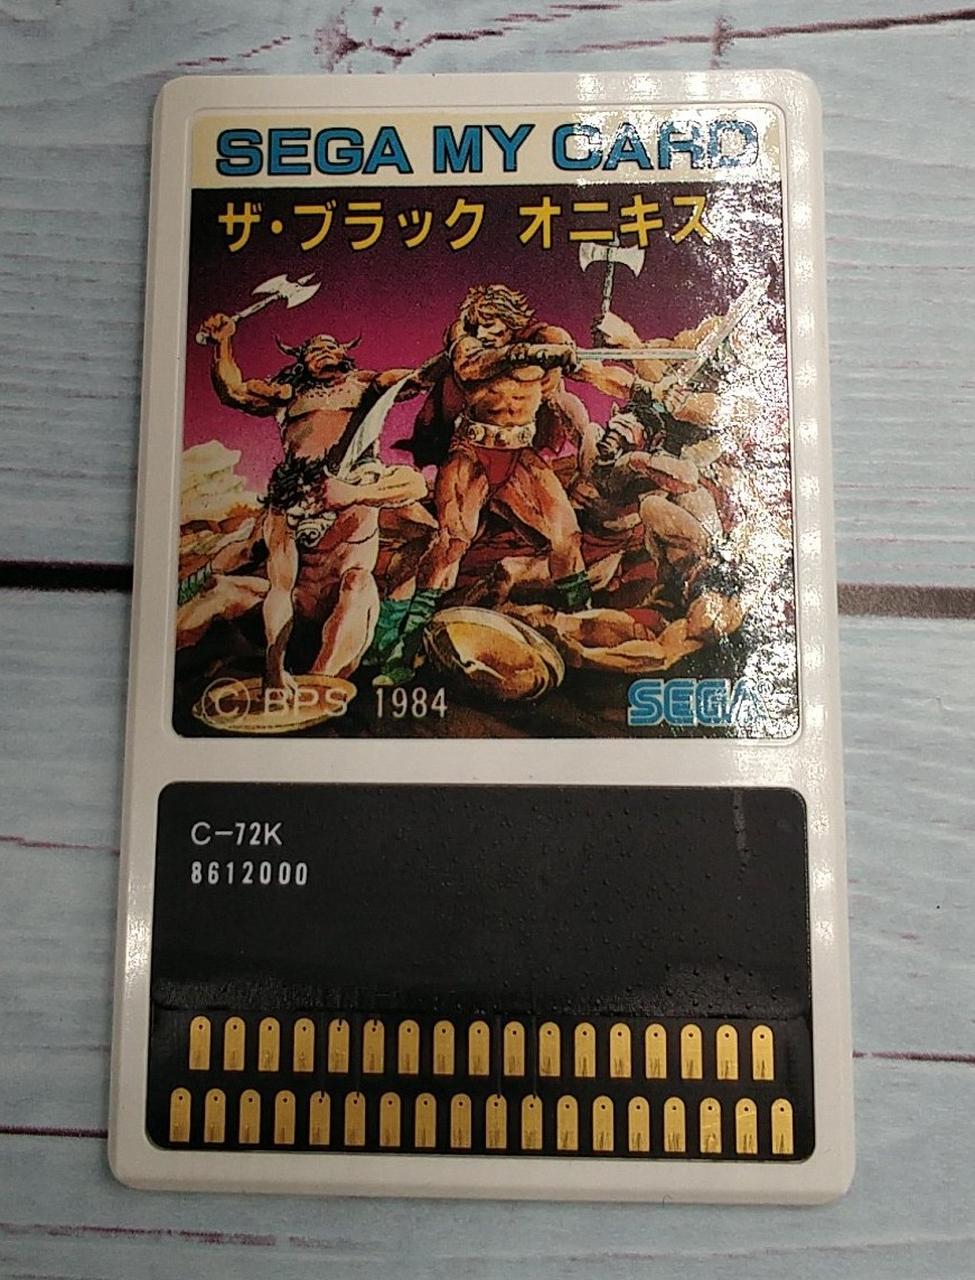 SEGA MY CARD
ザ・ブラック オニキス
Ⓒ BPS 1984
SEGA
C-72K
8612000